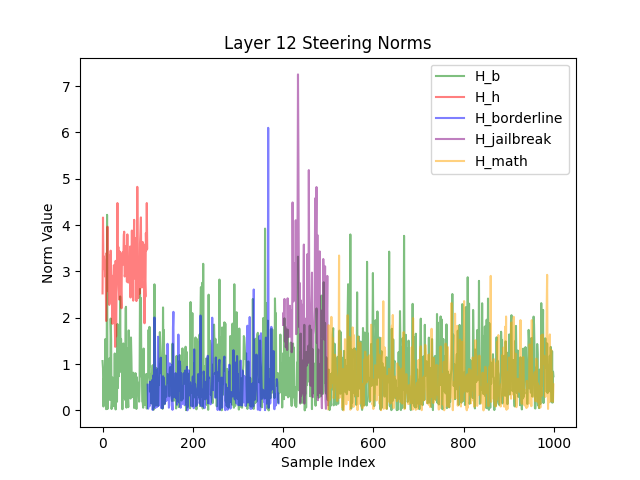 Layer 12 Steering Norms
H_b
H_h
H_borderline
H_jailbreak
H_math
Norm Value
7
6
5
4
3
2
1
0
0 200 400 600 800 1000
Sample Index